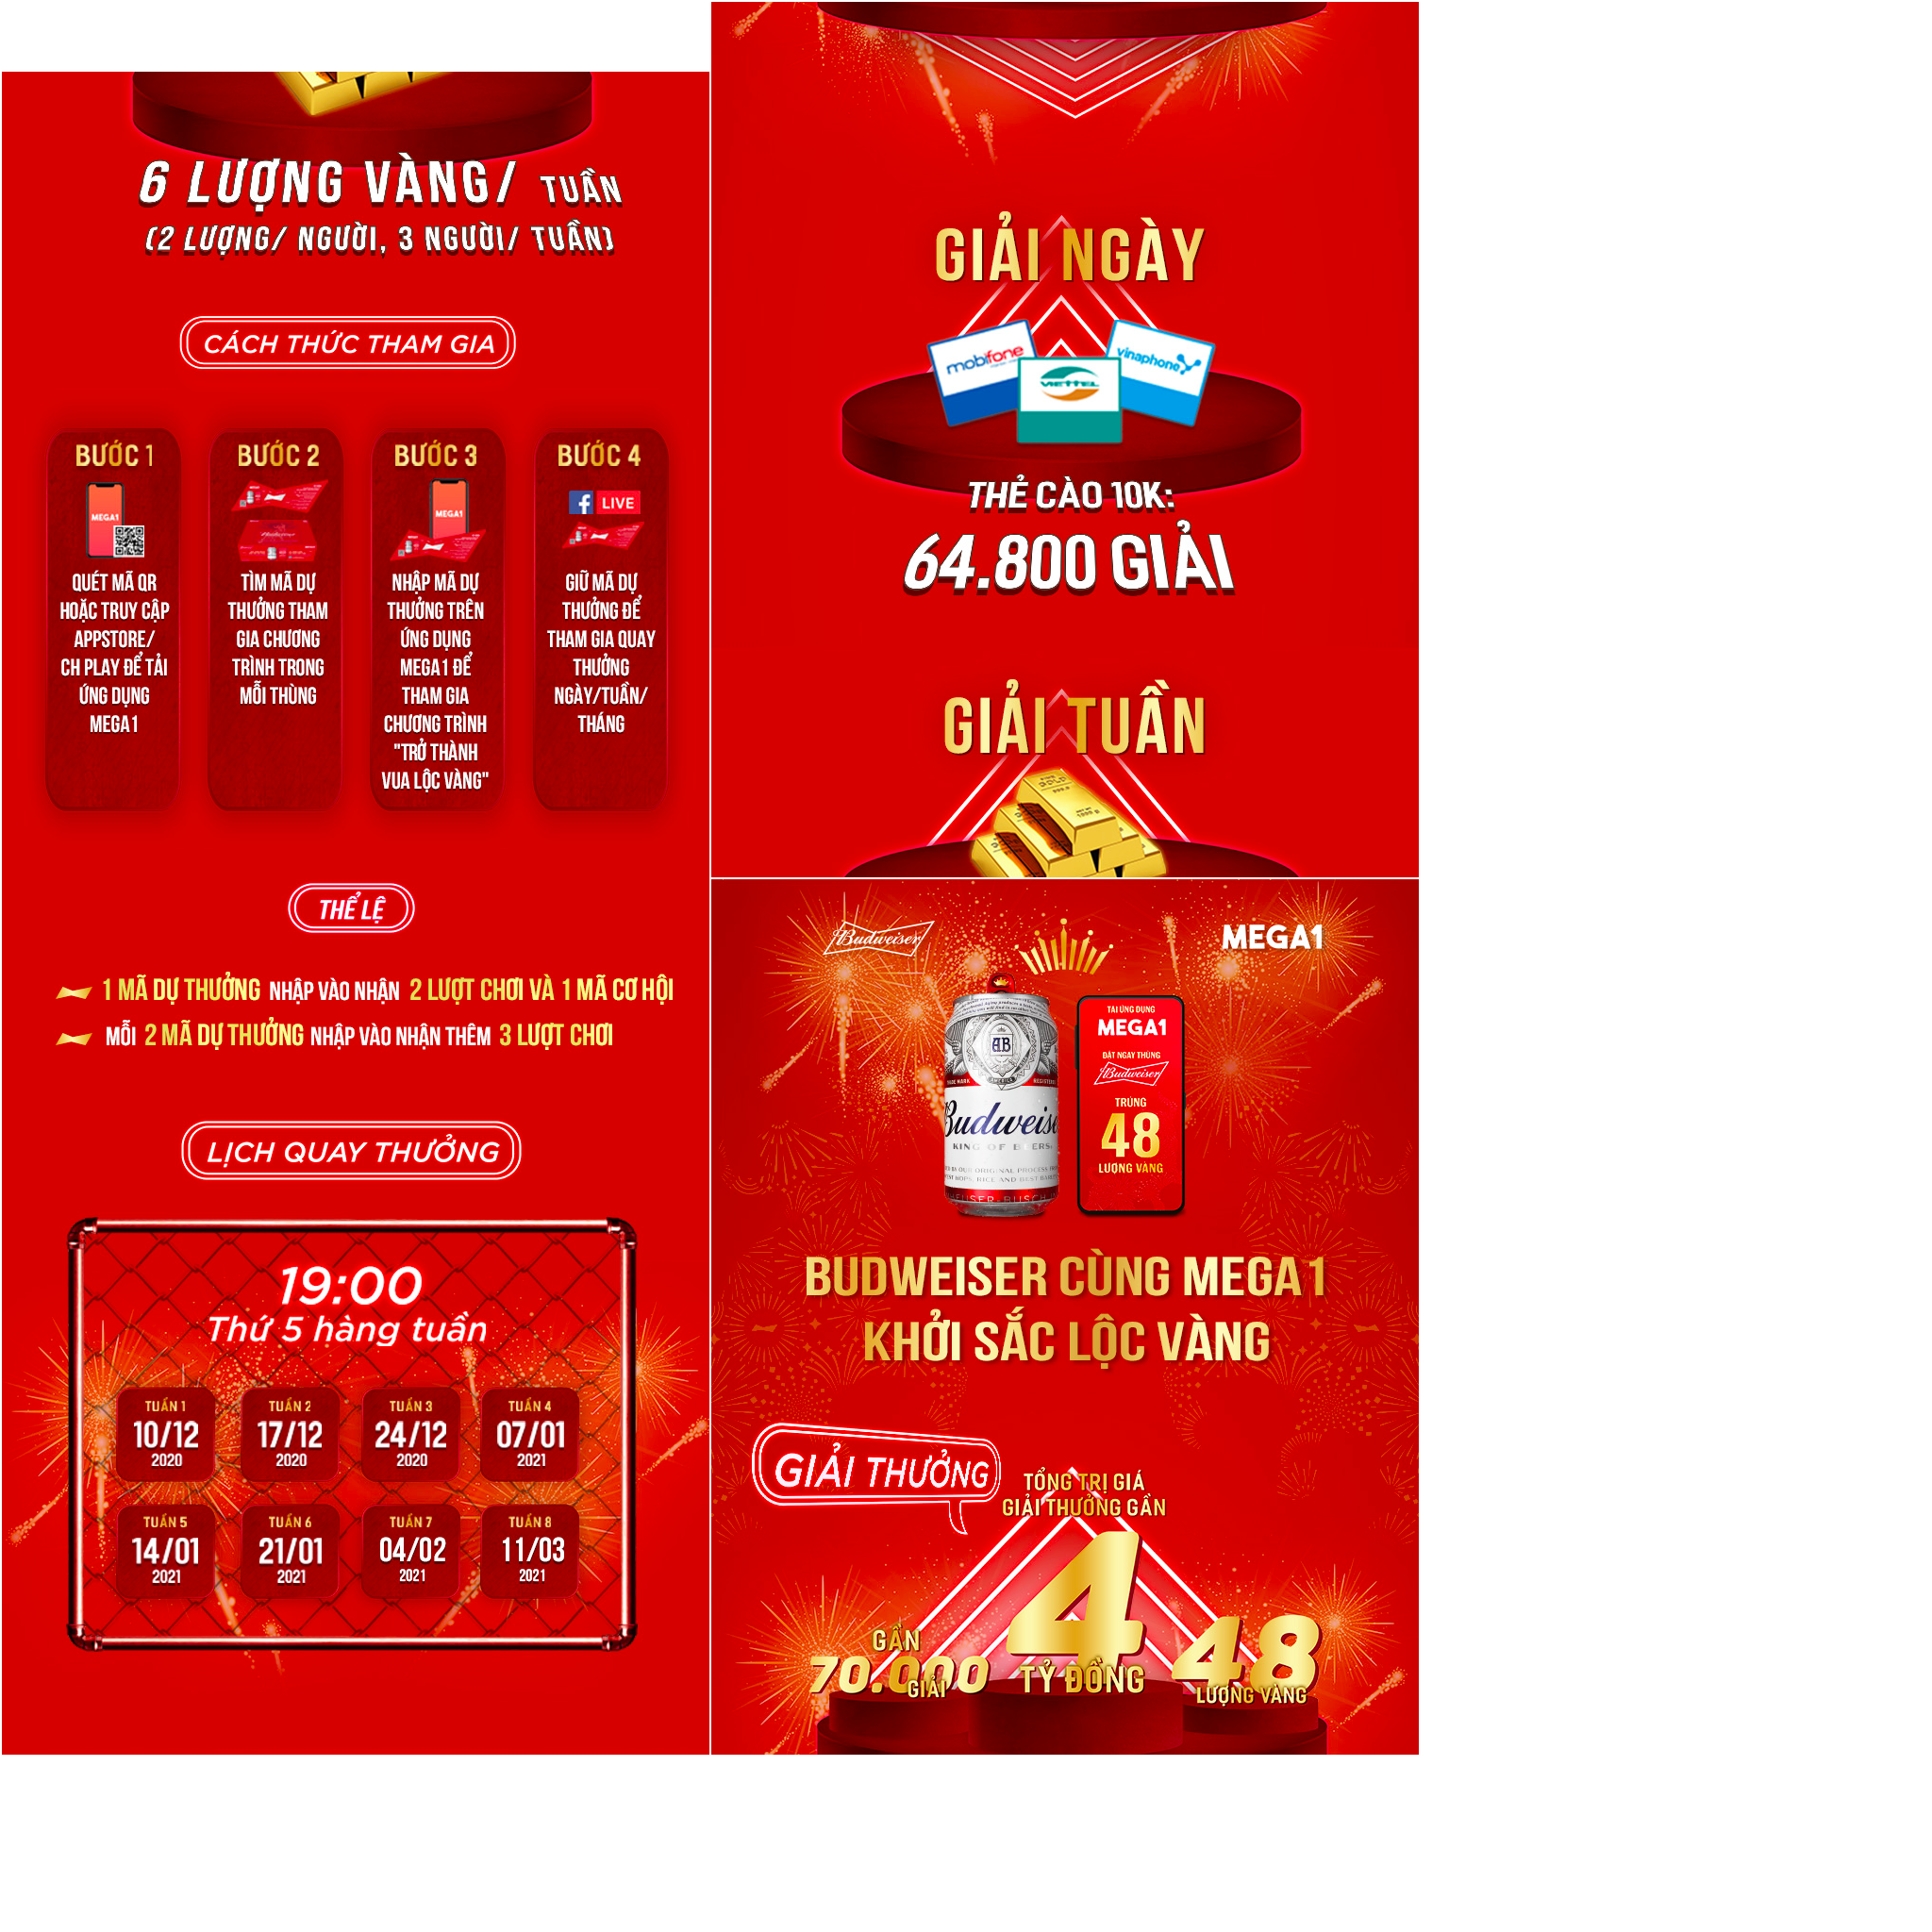 6 LƯỢNG VÀNG/ TUẦN
(2 LƯỢNG/ NGƯỜI, 3 NGƯỜI/ TUẦN)
CÁCH THỨC THAM GIA
BƯỚC 1
MEGA1
QUÉT MÃ QR
HOẶC TRUY CẬP
APPSTORE/
CH PLAY ĐỂ TẢI
ỨNG DỤNG
MEGA1
BƯỚC 2
TÌM MÃ DỰ
THƯỞNG THAM
GIA CHƯƠNG
TRÌNH TRONG
MỖI THÙNG
BƯỚC 3
MEGA1
NHẬP MÃ DỰ
THƯỞNG TRÊN
ỨNG DỤNG
MEGA1 ĐỂ
THAM GIA
CHƯƠNG TRÌNH
"TRỞ THÀNH
VUA LỘC VÀNG"
BƯỚC 4
f LIVE
GIỮ MÃ DỰ
THƯỞNG ĐỂ
THAM GIA QUAY
THƯỞNG
NGÀY/TUẦN/
THÁNG
THỂ LỆ
1 MÃ DỰ THƯỞNG NHẬP VÀO NHẬN 2 LƯỢT CHƠI VÀ 1 MÃ CƠ HỘI
MỖI 2 MÃ DỰ THƯỞNG NHẬP VÀO NHẬN THÊM 3 LƯỢT CHƠI
LỊCH QUAY THƯỞNG
19:00
Thứ 5 hàng tuần
TUẦN 1
10/12
2020
TUẦN 2
17/12
2020
TUẦN 3
24/12
2020
TUẦN 4
07/01
2021
TUẦN 5
14/01
2021
TUẦN 6
21/01
2021
TUẦN 7
04/02
2021
TUẦN 8
11/03
2021
GIẢI NGÀY
mobifone
VIETTEL
vinaphone
THẺ CÀO 10K:
64.800 GIẢI
GIẢI TUẦN
GOLD
999.9
Budweiser
MEGA1
AB
TRADE MARK
REGISTERED
Budweise
KING OF BEERS
TẢI ỨNG DỤNG
MEGA1
ĐẶT NGAY THÙNG
Budweiser
TRÚNG
48
LƯỢNG VÀNG
BUDWEISER CÙNG MEGA1
KHỞI SẮC LỘC VÀNG
GIẢI THƯỞNG
TỔNG TRỊ GIÁ
GIẢI THƯỞNG GẦN
4
TỶ ĐỒNG
GẦN
70.000
GIẢI
48
LƯỢNG VÀNG